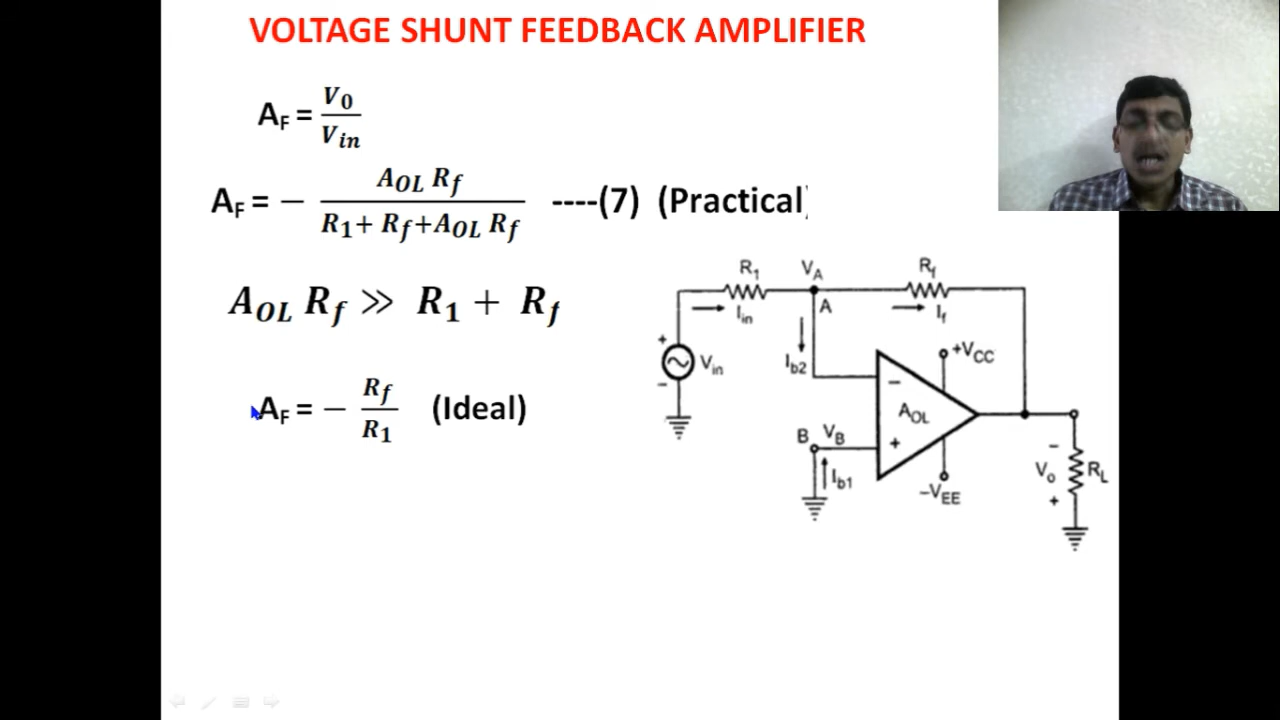 VOLTAGE SHUNT FEEDBACK AMPLIFIER
A_F = V_0 / V_in
A_F = − A_OL R_f / R_1+ R_f+A_OL R_f ----(7) (Practical)
A_OL R_f ≫ R_1 + R_f
A_F = − R_f / R_1 (Ideal)
R_1
V_A
R_f
A
I_in
I_f
+
V_in
−
I_b2
+V_CC
−
A_OL
+
B
V_B
I_b1
−V_EE
−
V_o
R_L
+